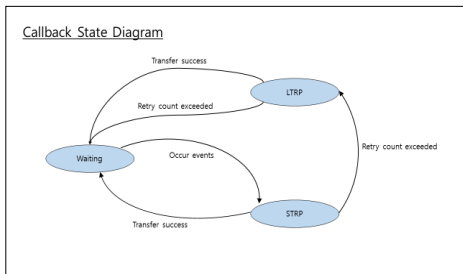 Callback State Diagram
Transfer success
LTRP
Retry count exceeded
Waiting
Occur events
Retry count exceeded
STRP
Transfer success